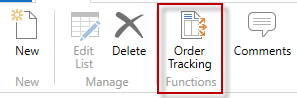 New
Edit
List
Delete
Order
Tracking
Comments
New
Manage
Functions